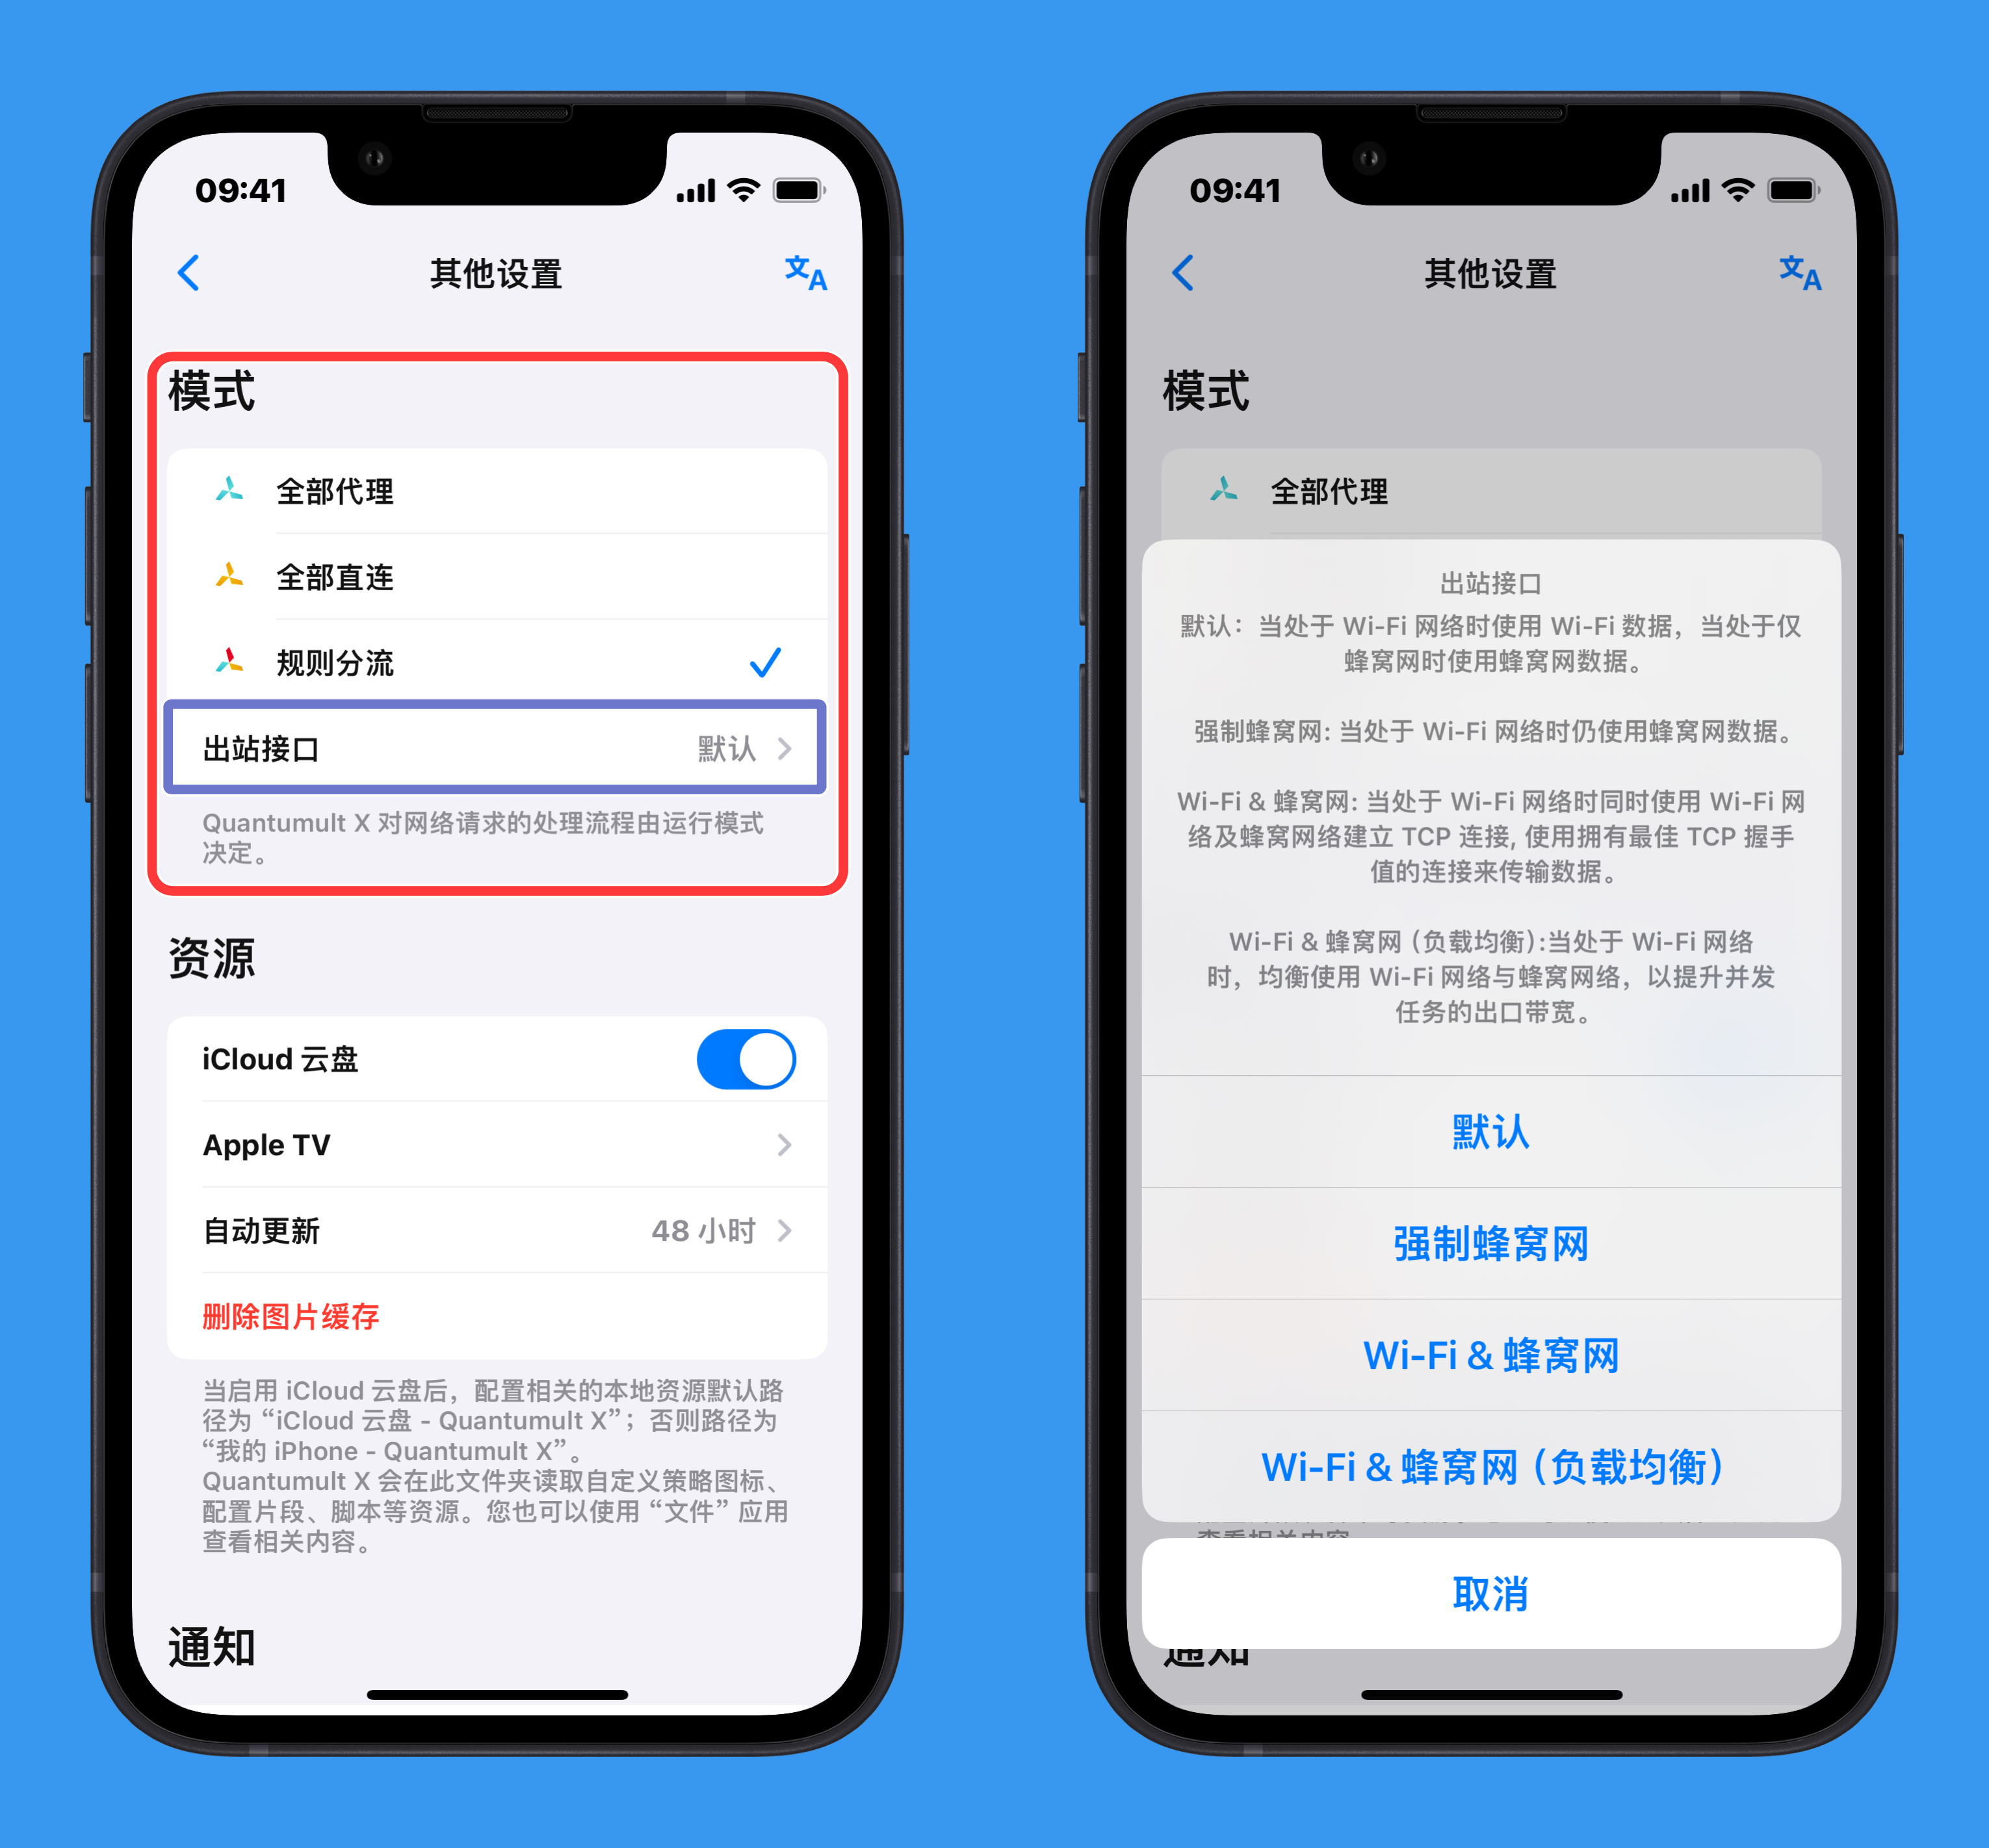 09:41
其他设置
文A
模式
全部代理
全部直连
规则分流
出站接口 默认
Quantumult X 对网络请求的处理流程由运行模式
决定。
资源
iCloud 云盘
Apple TV
自动更新 48 小时
删除图片缓存
当启用 iCloud 云盘后，配置相关的本地资源默认路
径为 “iCloud 云盘 - Quantumult X”；否则路径为
“我的 iPhone - Quantumult X”。
Quantumult X 会在此文件夹读取自定义策略图标、
配置片段、脚本等资源。您也可以使用 “文件” 应用
查看相关内容。
通知
09:41
其他设置
文A
模式
全部代理
出站接口
默认：当处于 Wi-Fi 网络时使用 Wi-Fi 数据，当处于仅
蜂窝网时使用蜂窝网数据。
强制蜂窝网: 当处于 Wi-Fi 网络时仍使用蜂窝网数据。
Wi-Fi & 蜂窝网: 当处于 Wi-Fi 网络时同时使用 Wi-Fi 网
络及蜂窝网络建立 TCP 连接, 使用拥有最佳 TCP 握手
值的连接来传输数据。
Wi-Fi & 蜂窝网（负载均衡）:当处于 Wi-Fi 网络
时，均衡使用 Wi-Fi 网络与蜂窝网络，以提升并发
任务的出口带宽。
默认
强制蜂窝网
Wi-Fi & 蜂窝网
Wi-Fi & 蜂窝网（负载均衡）
查看相关内容
取消
通知